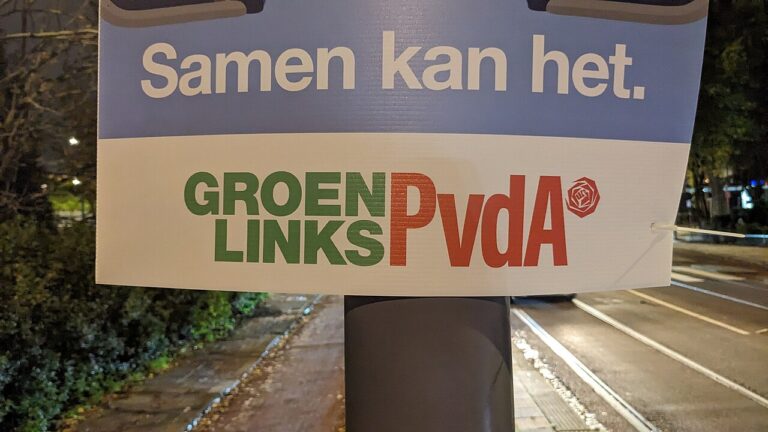 Samen kan het.
GROEN
LINKS
PvdA